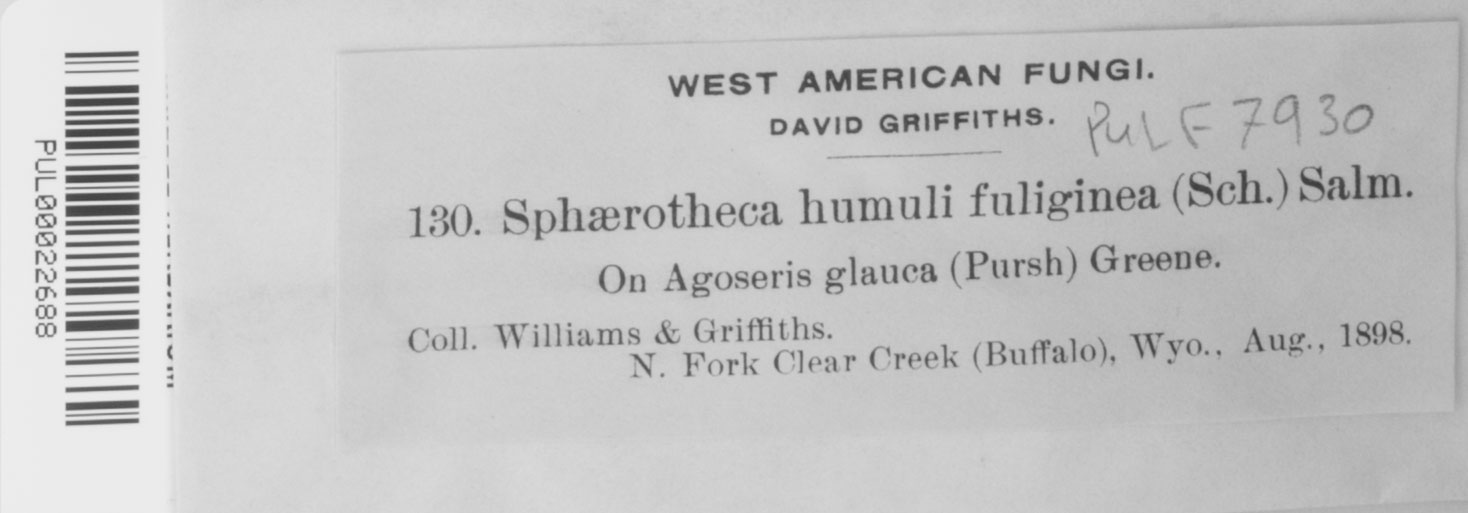 PUL00022688
WEST AMERICAN FUNGI.
DAVID GRIFFITHS.
PUL F 7930
130. Sphærotheca humuli fuliginea (Sch.) Salm.
On Agoseris glauca (Pursh) Greene.
Coll. Williams & Griffiths.
N. Fork Clear Creek (Buffalo), Wyo., Aug., 1898.